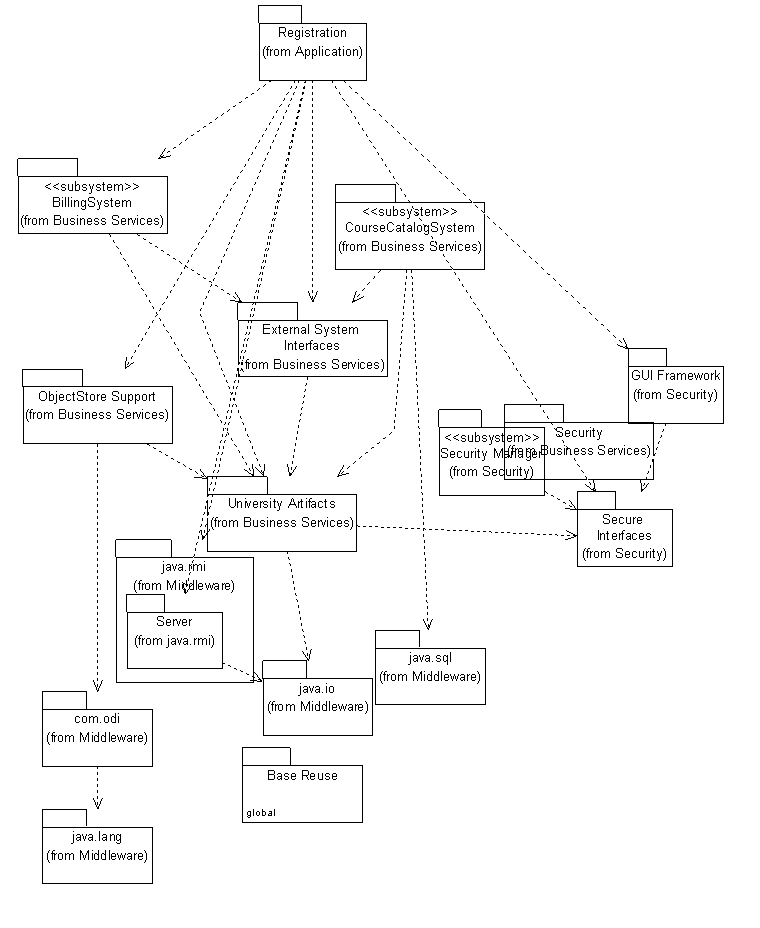 Registration
(from Application)
<<subsystem>>
BillingSystem
(from Business Services)
<<subsystem>>
CourseCatalogSystem
(from Business Services)
External System
Interfaces
(from Business Services)
GUI Framework
(from Security)
ObjectStore Support
(from Business Services)
<<subsystem>>
Security Manager
(from Security)
Security
(from Business Services)
University Artifacts
(from Business Services)
Secure
Interfaces
(from Security)
java.rmi
(from Middleware)
Server
(from java.rmi)
java.sql
(from Middleware)
java.io
(from Middleware)
com.odi
(from Middleware)
Base Reuse
global
java.lang
(from Middleware)